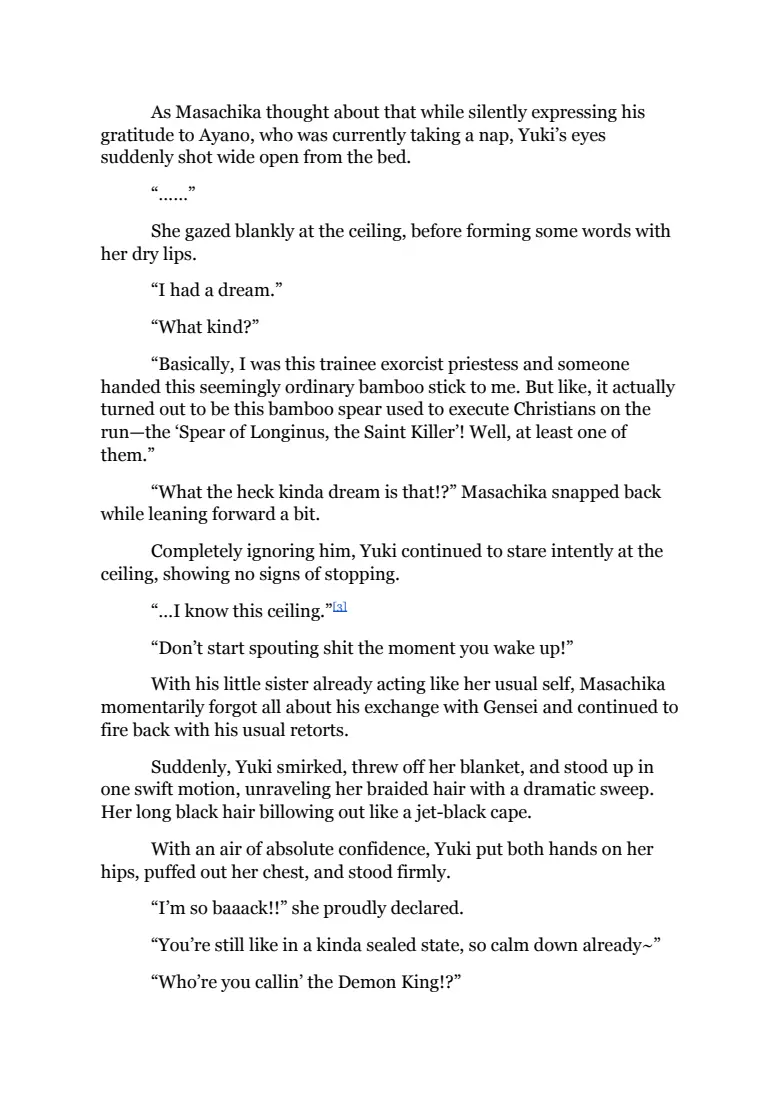 As Masachika thought about that while silently expressing his
gratitude to Ayano, who was currently taking a nap, Yuki’s eyes
suddenly shot wide open from the bed.
“……”
She gazed blankly at the ceiling, before forming some words with
her dry lips.
“I had a dream.”
“What kind?”
“Basically, I was this trainee exorcist priestess and someone
handed this seemingly ordinary bamboo stick to me. But like, it actually
turned out to be this bamboo spear used to execute Christians on the
run—the ‘Spear of Longinus, the Saint Killer’! Well, at least one of
them.”
“What the heck kinda dream is that!?” Masachika snapped back
while leaning forward a bit.
Completely ignoring him, Yuki continued to stare intently at the
ceiling, showing no signs of stopping.
“…I know this ceiling.”[3]
“Don’t start spouting shit the moment you wake up!”
With his little sister already acting like her usual self, Masachika
momentarily forgot all about his exchange with Gensei and continued to
fire back with his usual retorts.
Suddenly, Yuki smirked, threw off her blanket, and stood up in
one swift motion, unraveling her braided hair with a dramatic sweep.
Her long black hair billowing out like a jet-black cape.
With an air of absolute confidence, Yuki put both hands on her
hips, puffed out her chest, and stood firmly.
“I’m so baaack!!” she proudly declared.
“You’re still like in a kinda sealed state, so calm down already~”
“Who’re you callin’ the Demon King!?”